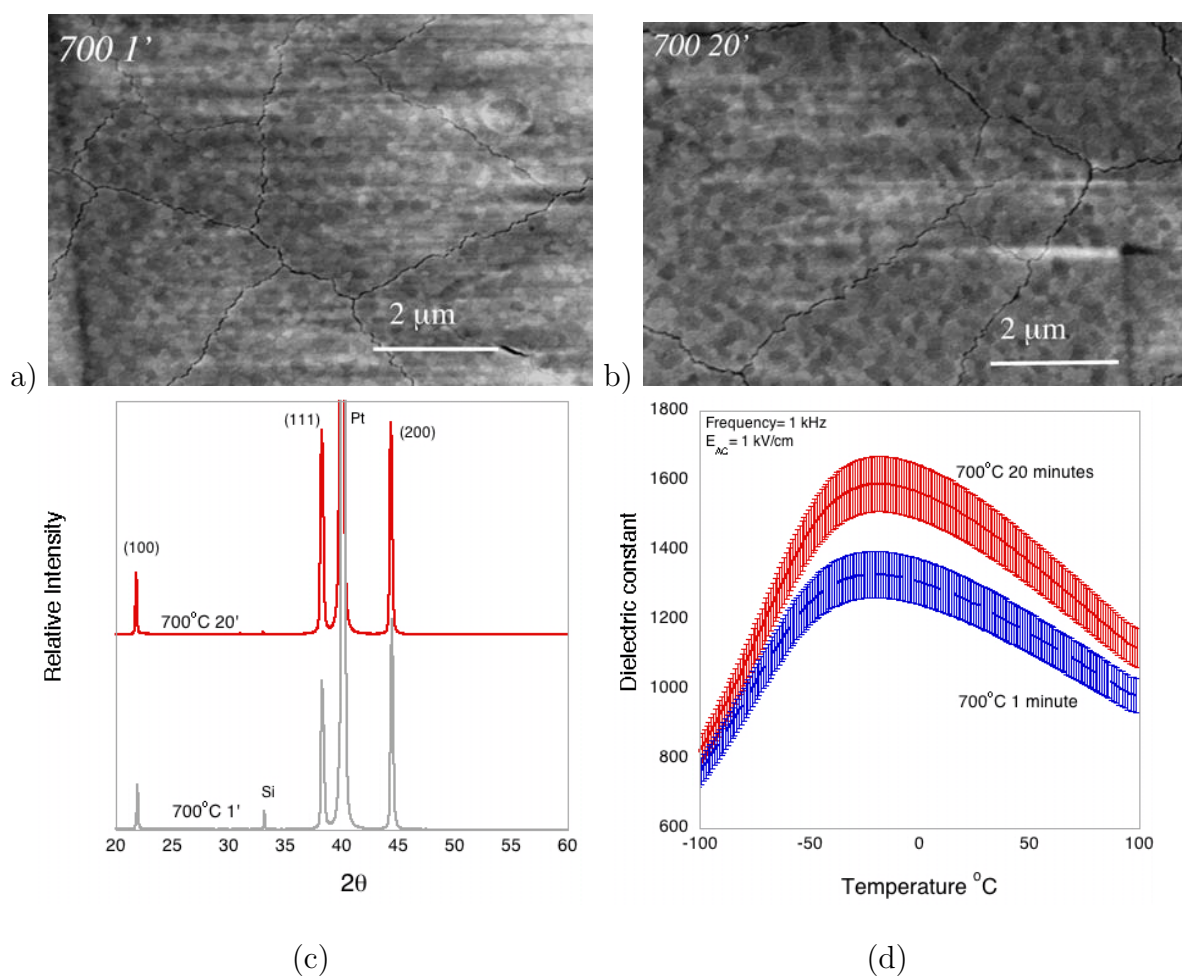 700 1’
2 μm
a)
700 20’
2 μm
b)
(111)
Pt
(200)
(100)
700°C 20'
Si
700°C 1'
Relative Intensity
20 25 30 35 40 45 50 55 60
2θ
(c)
1800
1600
1400
1200
1000
800
600
Frequency= 1 kHz
E_AC= 1 kV/cm
700°C 20 minutes
700°C 1 minute
Dielectric constant
-100 -50 0 50 100
Temperature °C
(d)